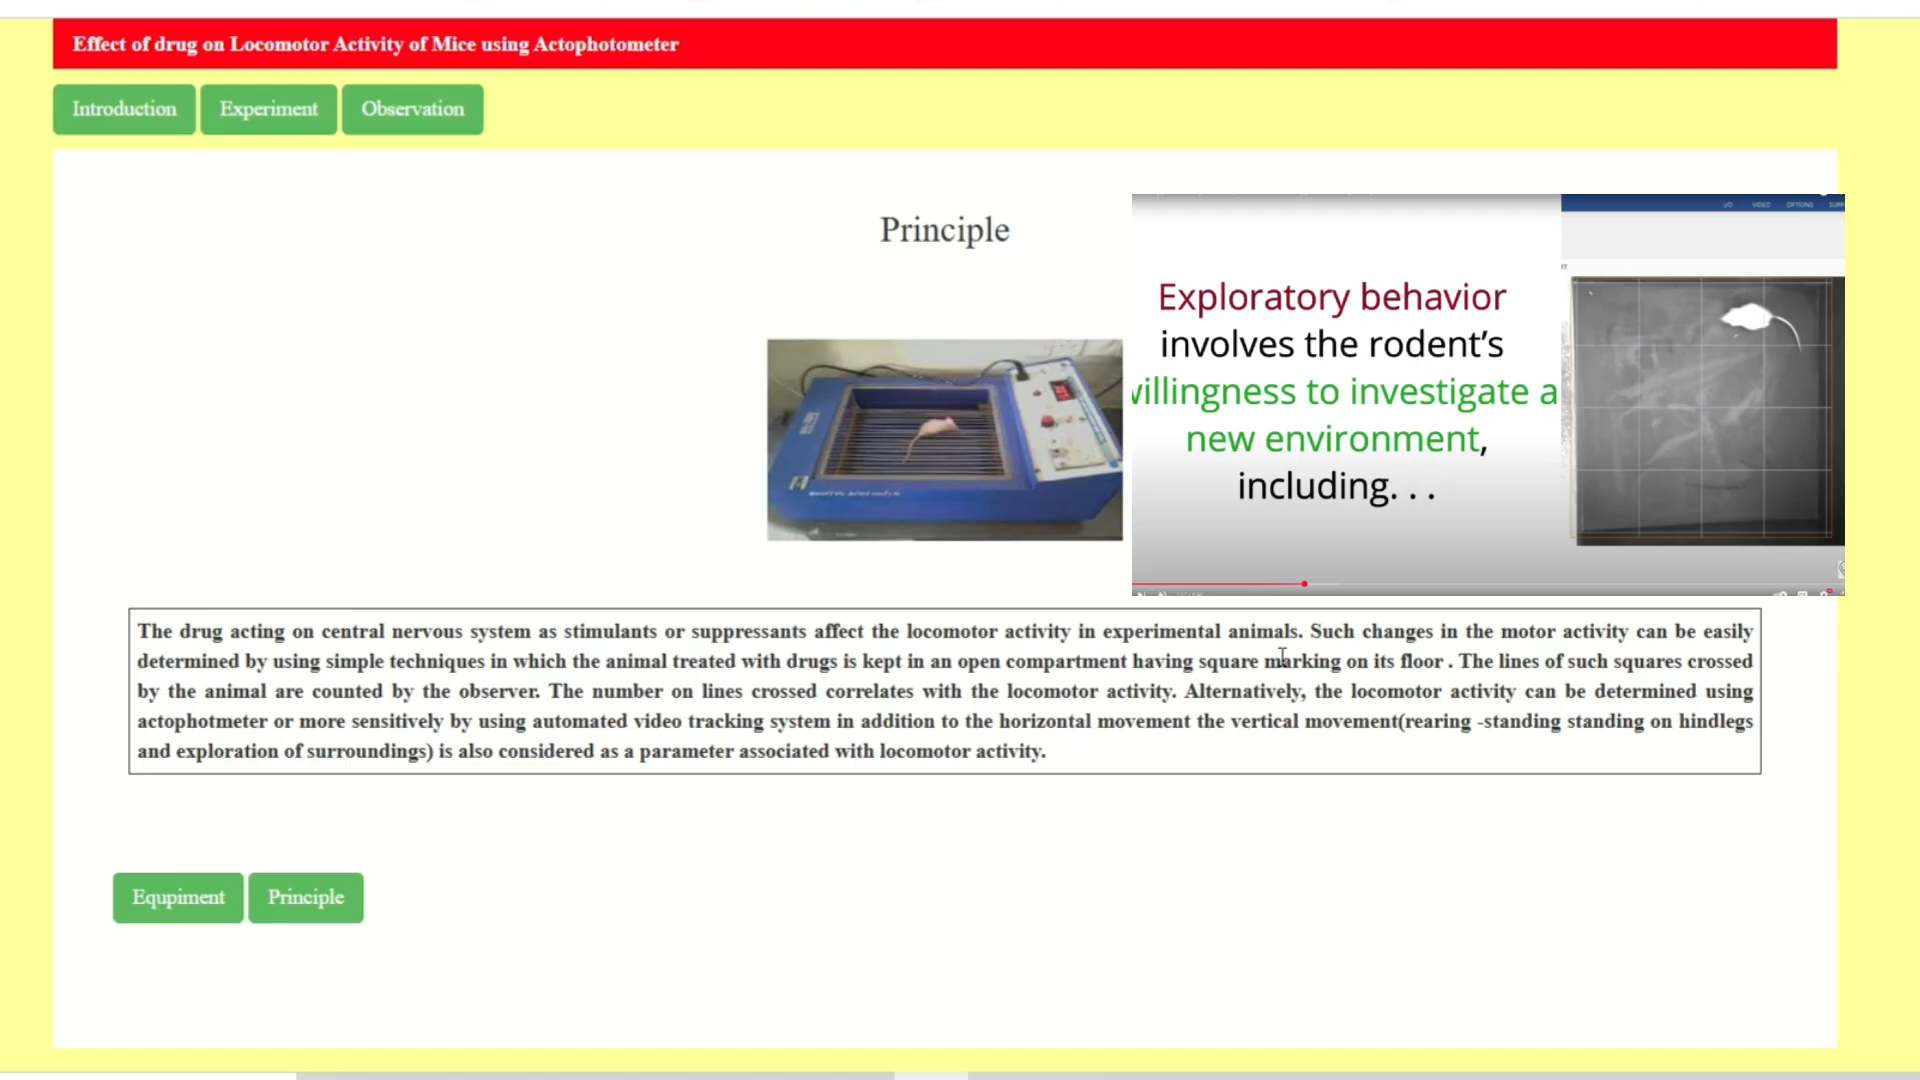 Effect of drug on Locomotor Activity of Mice using Actophotometer
Introduction
Experiment
Observation
Principle
I/O VIDEO OPTIONS
Exploratory behavior
involves the rodent’s
willingness to investigate a
new environment,
including. . .
The drug acting on central nervous system as stimulants or suppressants affect the locomotor activity in experimental animals. Such changes in the motor activity can be easily
determined by using simple techniques in which the animal treated with drugs is kept in an open compartment having square marking on its floor . The lines of such squares crossed
by the animal are counted by the observer. The number on lines crossed correlates with the locomotor activity. Alternatively, the locomotor activity can be determined using
actophotmeter or more sensitively by using automated video tracking system in addition to the horizontal movement the vertical movement(rearing -standing standing on hindlegs
and exploration of surroundings) is also considered as a parameter associated with locomotor activity.
Equpiment
Principle